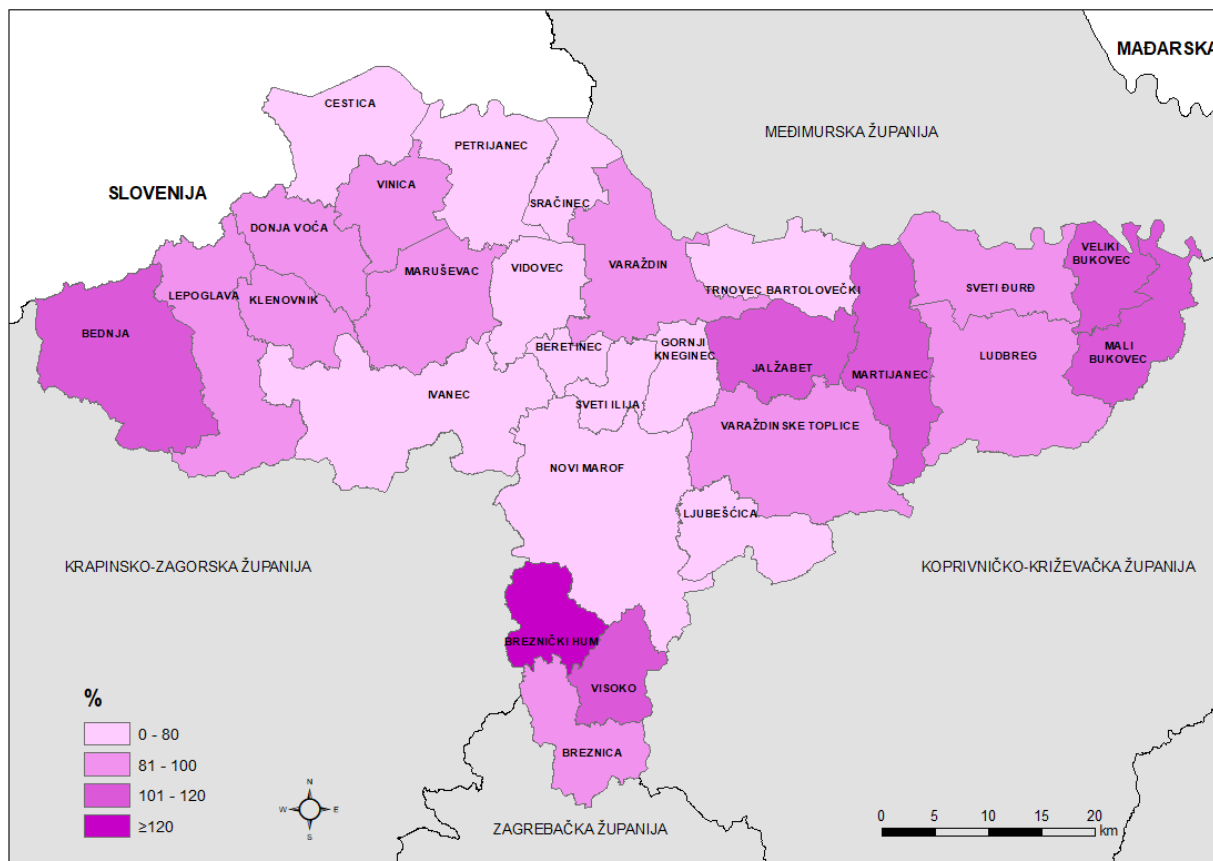 MAĐARSKA
CESTICA
MEĐIMURSKA ŽUPANIJA
PETRIJANEC
VINICA
SLOVENIJA
SRAČINEC
DONJA VOĆA
VELIKI
BUKOVEC
VARAŽDIN
VIDOVEC
MARUŠEVAC
LEPOGLAVA
KLENOVNIK
TRNOVEC BARTOLOVEČKI
SVETI ĐURĐ
BEDNJA
BERETINEC
GORNJI
KNEGINEC
MALI
BUKOVEC
LUDBREG
JALŽABET
MARTIJANEC
IVANEC
SVETI ILIJA
VARAŽDINSKE TOPLICE
NOVI MAROF
LJUBEŠĆICA
KRAPINSKO-ZAGORSKA ŽUPANIJA
KOPRIVNIČKO-KRIŽEVAČKA ŽUPANIJA
BREZNIČKI HUM
VISOKO
BREZNICA
%
0 - 80
81 - 100
101 - 120
≥120
N
W E
S
ZAGREBAČKA ŽUPANIJA
0 5 10 15 20
km